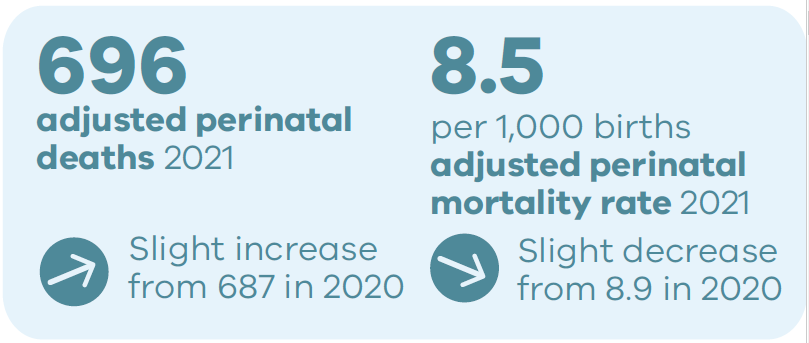 696
adjusted perinatal
deaths 2021
Slight increase
from 687 in 2020
8.5
per 1,000 births
adjusted perinatal
mortality rate 2021
Slight decrease
from 8.9 in 2020